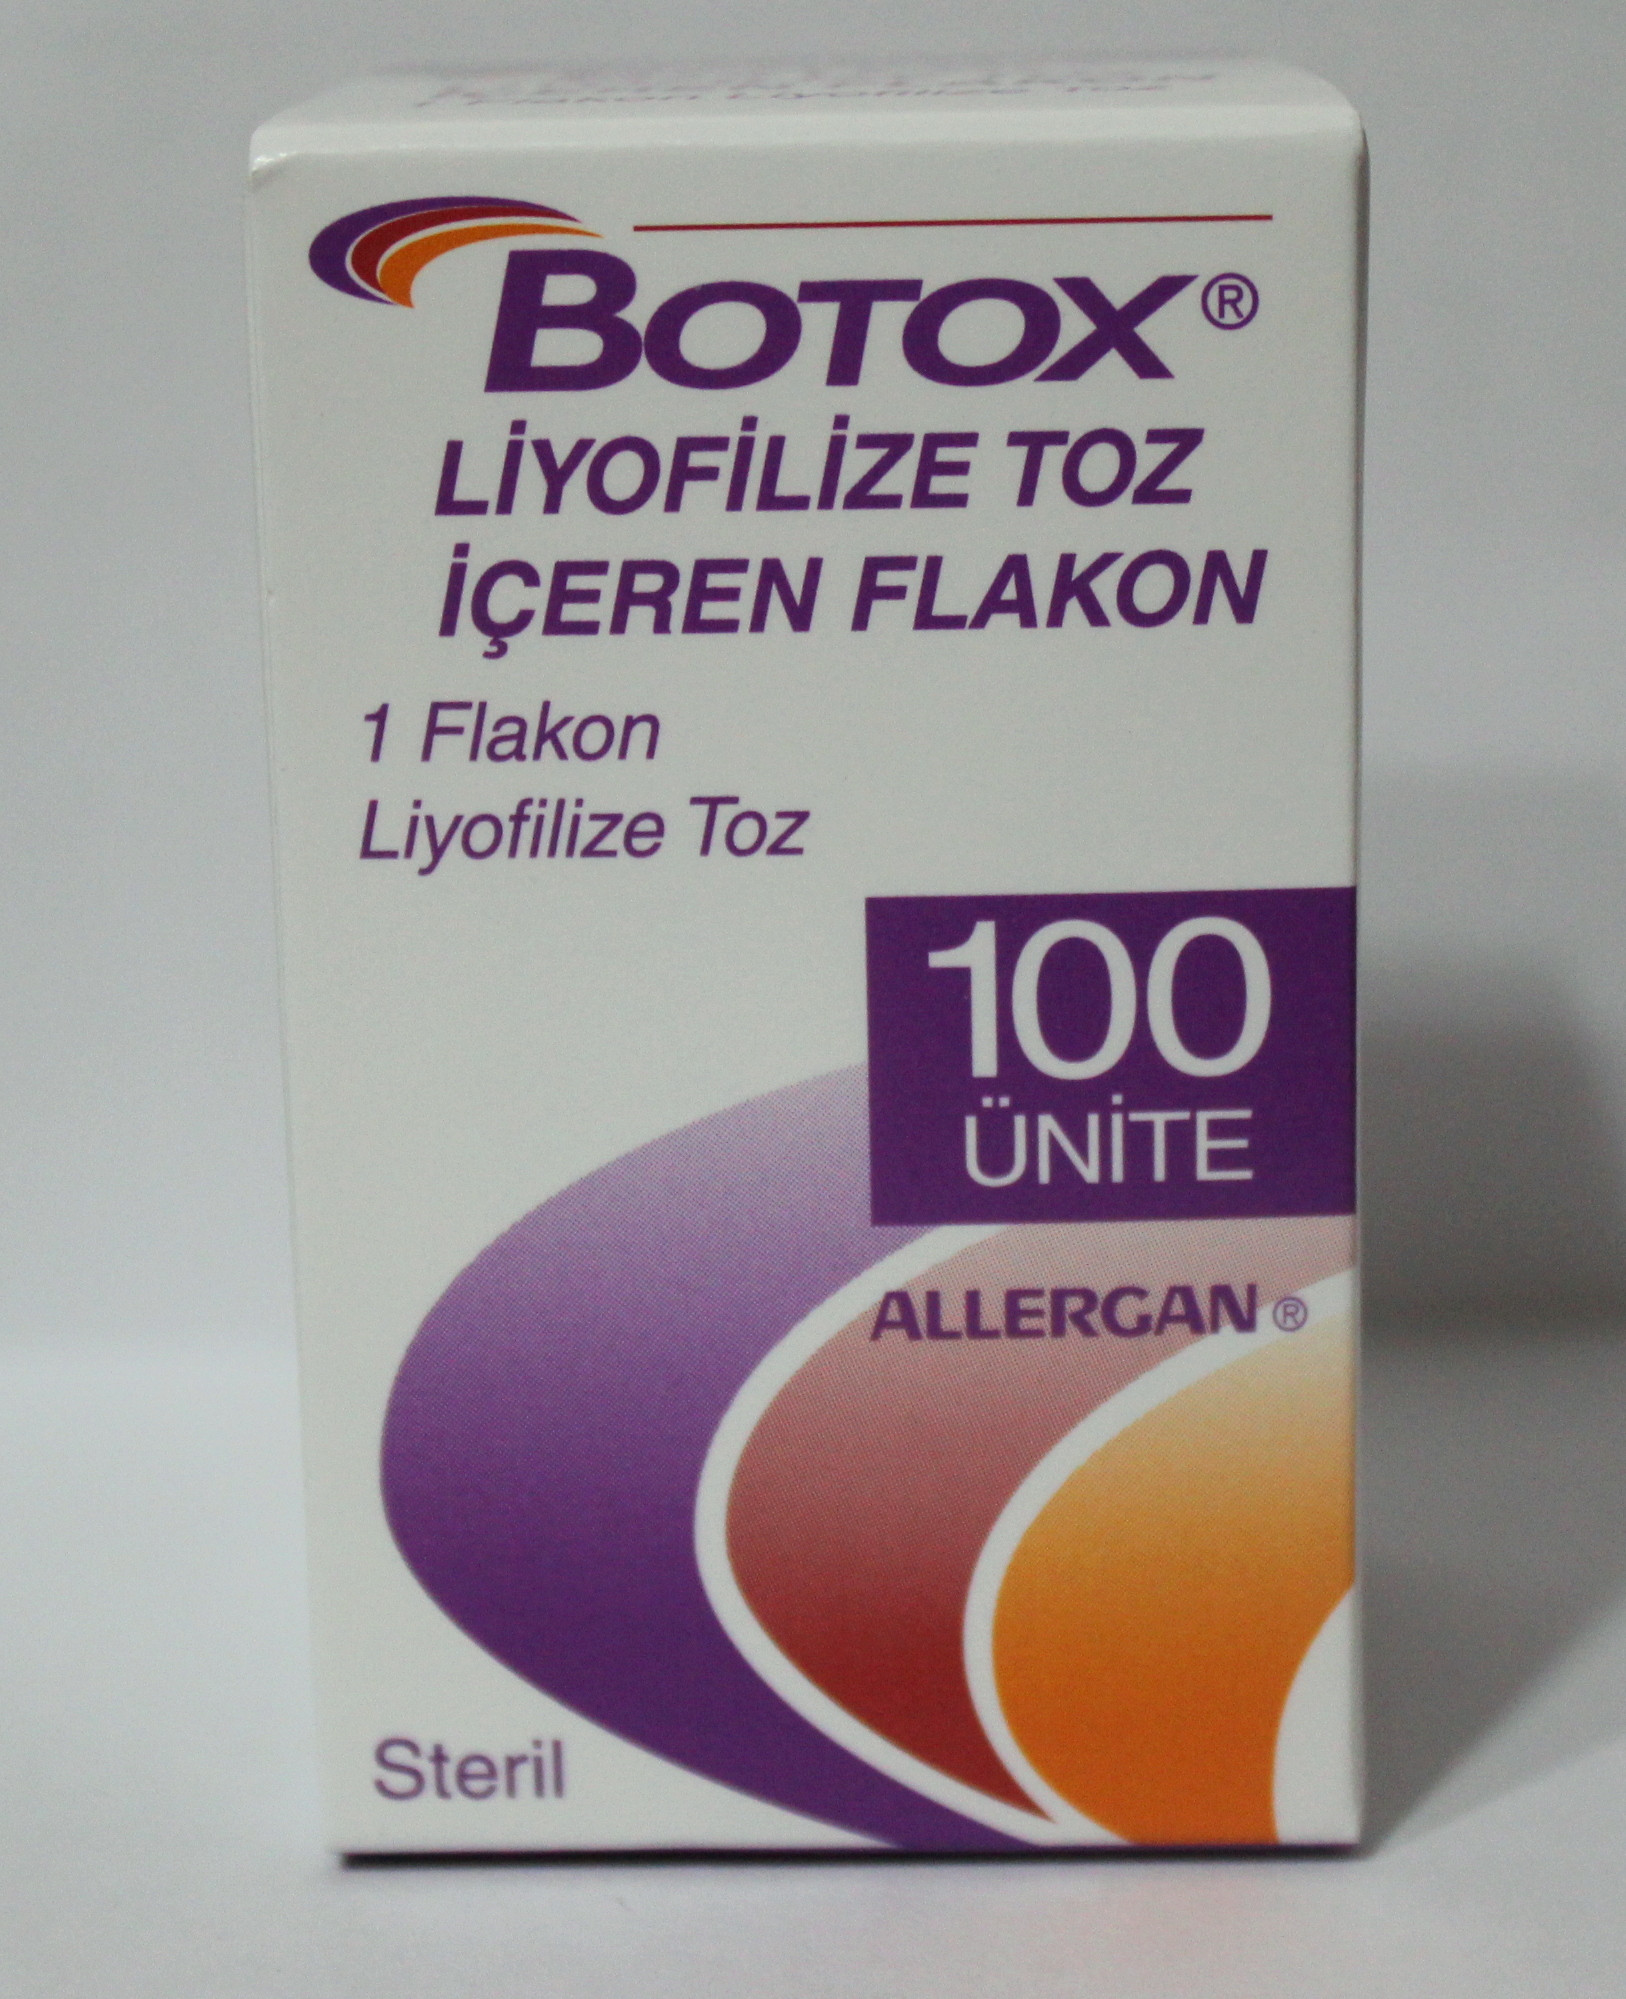 BOTOX®
LİYOFİLİZE TOZ
İÇEREN FLAKON
1 Flakon
Liyofilize Toz
100
ÜNİTE
ALLERGAN®
Steril